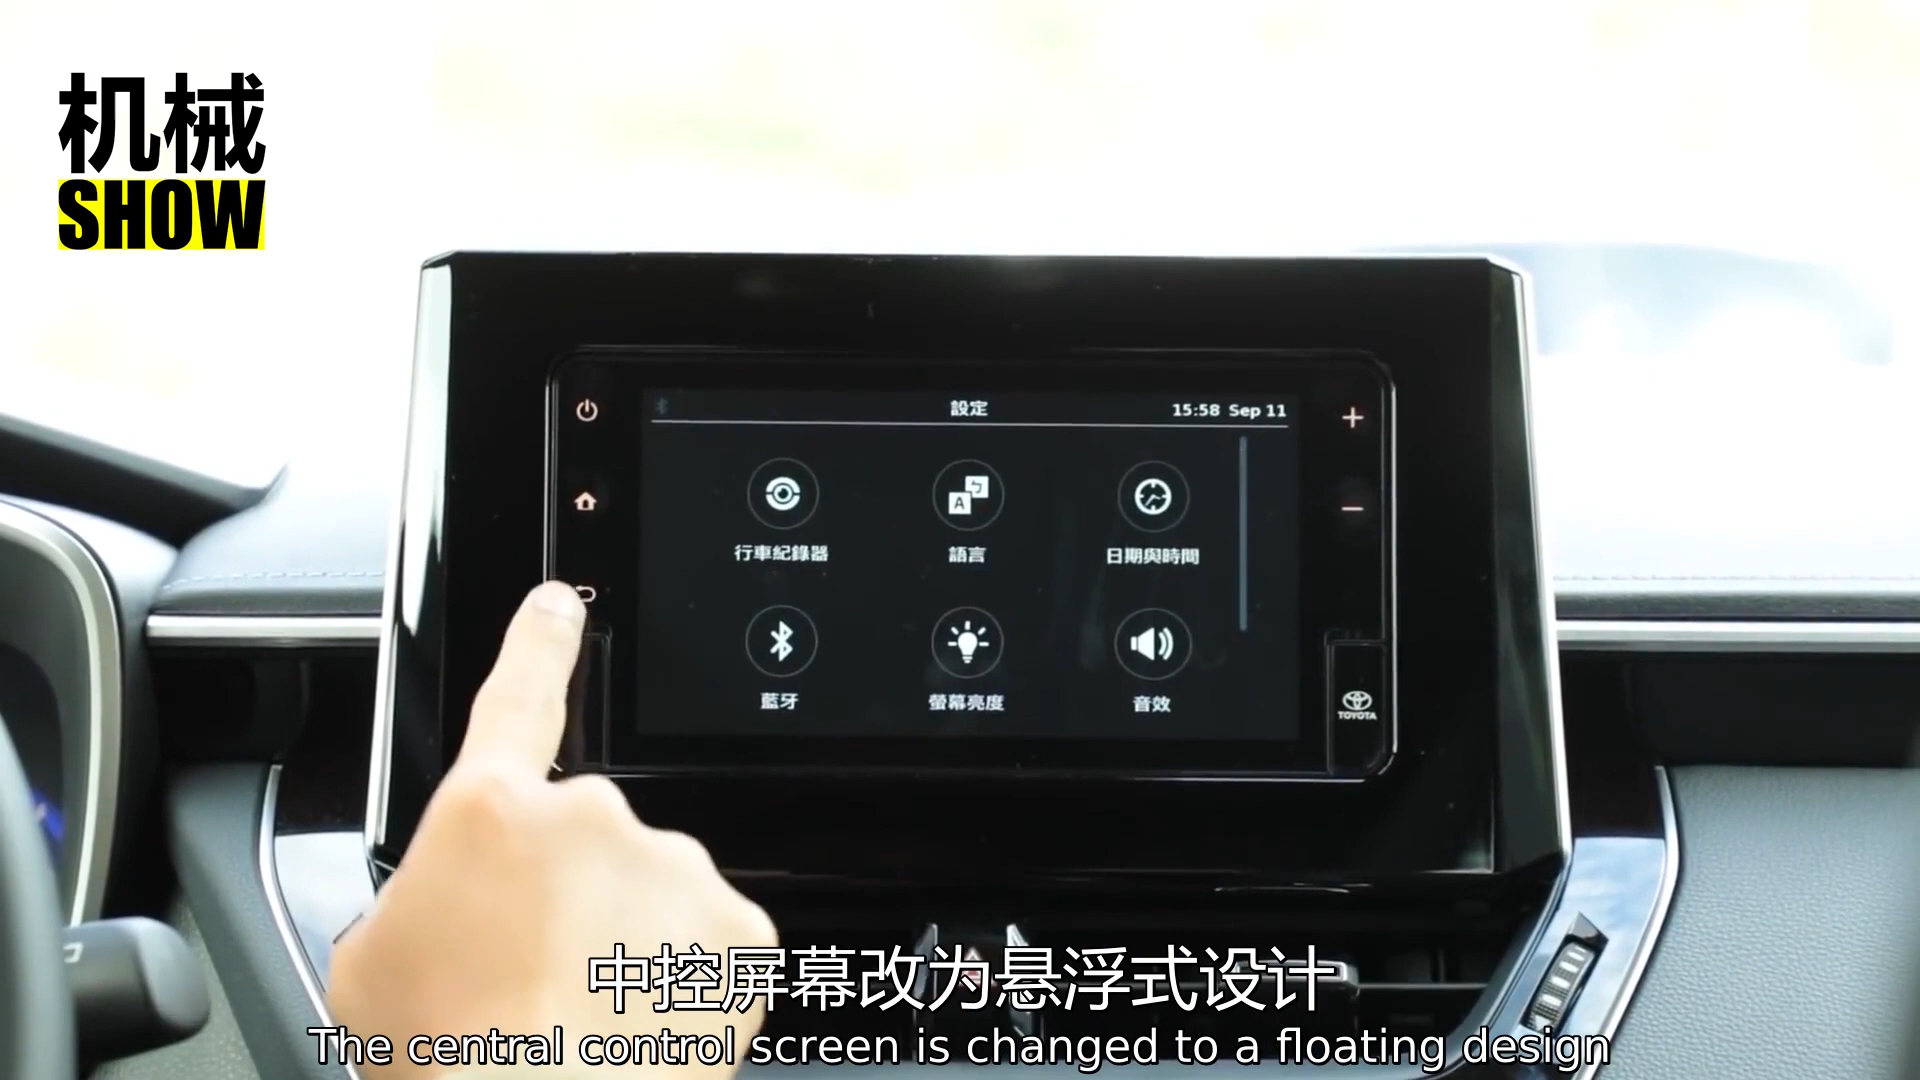 机械
SHOW
設定
15:58 Sep 11
行車紀錄器
語言
日期與時間
藍牙
螢幕亮度
音效
TOYOTA
中控屏幕改为悬浮式设计
The central control screen is changed to a floating design